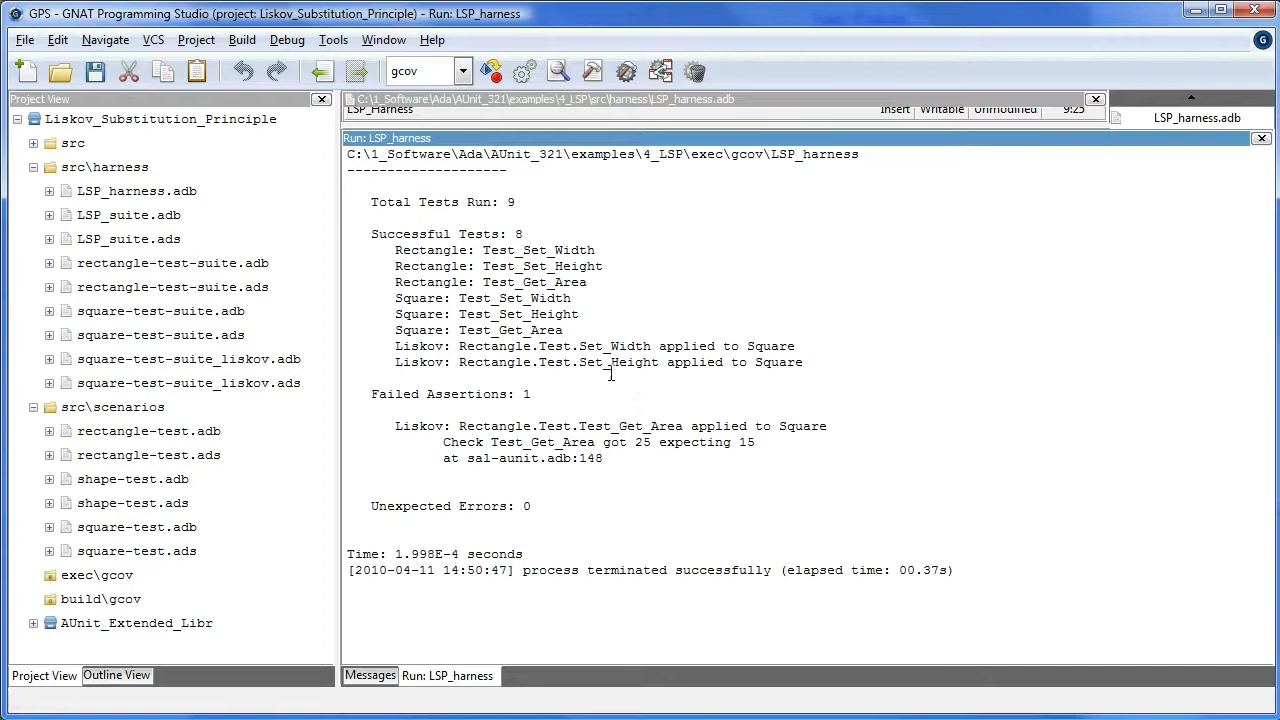 GPS - GNAT Programming Studio (project: Liskov_Substitution_Principle) - Run: LSP_harness
File Edit Navigate VCS Project Build Debug Tools Window Help
gcov
Project View
C:\1_Software\Ada\AUnit_321\examples\4_LSP\src\harness\LSP_harness.adb
LSP_Harness Insert Writable Unmodified 9:25
LSP_harness.adb
Liskov_Substitution_Principle
src
src\harness
LSP_harness.adb
LSP_suite.adb
LSP_suite.ads
rectangle-test-suite.adb
rectangle-test-suite.ads
square-test-suite.adb
square-test-suite.ads
square-test-suite_liskov.adb
square-test-suite_liskov.ads
src\scenarios
rectangle-test.adb
rectangle-test.ads
shape-test.adb
shape-test.ads
square-test.adb
square-test.ads
exec\gcov
build\gcov
AUnit_Extended_Libr
Project View Outline View
Run: LSP_harness
C:\1_Software\Ada\AUnit_321\examples\4_LSP\exec\gcov\LSP_harness
--------------------
Total Tests Run: 9
Successful Tests: 8
Rectangle: Test_Set_Width
Rectangle: Test_Set_Height
Rectangle: Test_Get_Area
Square: Test_Set_Width
Square: Test_Set_Height
Square: Test_Get_Area
Liskov: Rectangle.Test.Set_Width applied to Square
Liskov: Rectangle.Test.Set_Height applied to Square
Failed Assertions: 1
Liskov: Rectangle.Test.Test_Get_Area applied to Square
Check Test_Get_Area got 25 expecting 15
at sal-aunit.adb:148
Unexpected Errors: 0
Time: 1.998E-4 seconds
[2010-04-11 14:50:47] process terminated successfully (elapsed time: 00.37s)
Messages Run: LSP_harness